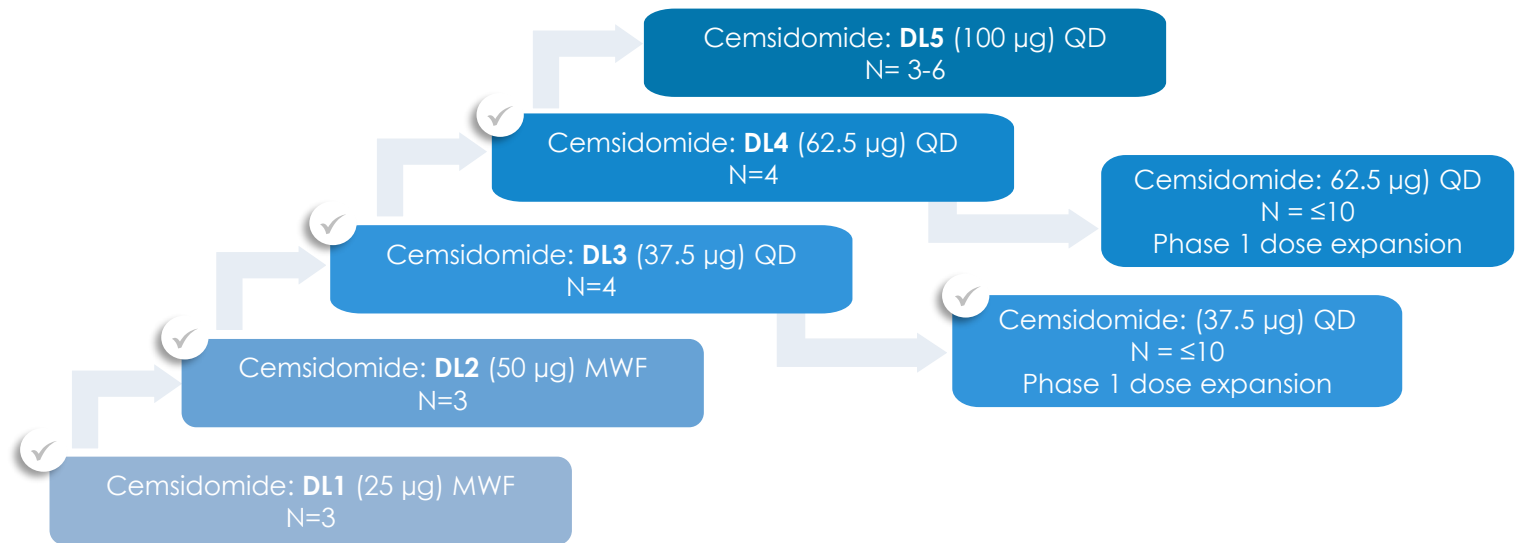 Cemsidomide: DL5 (100 µg) QD
N= 3-6
Cemsidomide: DL4 (62.5 µg) QD
N=4
Cemsidomide: 62.5 µg) QD
N = ≤10
Phase 1 dose expansion
Cemsidomide: DL3 (37.5 µg) QD
N=4
Cemsidomide: (37.5 µg) QD
N = ≤10
Phase 1 dose expansion
Cemsidomide: DL2 (50 µg) MWF
N=3
Cemsidomide: DL1 (25 µg) MWF
N=3